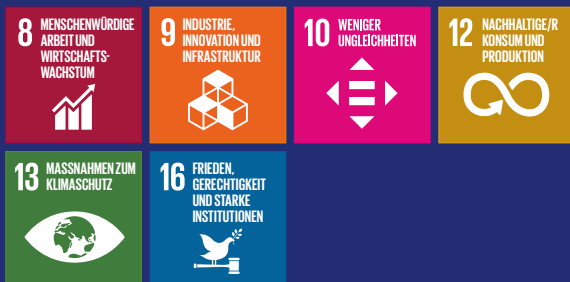 8 MENSCHENWÜRDIGE
ARBEIT UND
WIRTSCHAFTS-
WACHSTUM
9 INDUSTRIE,
INNOVATION UND
INFRASTRUKTUR
10 WENIGER
UNGLEICHHEITEN
12 NACHHALTIGE/R
KONSUM UND
PRODUKTION
13 MASSNAHMEN ZUM
KLIMASCHUTZ
16 FRIEDEN,
GERECHTIGKEIT
UND STARKE
INSTITUTIONEN